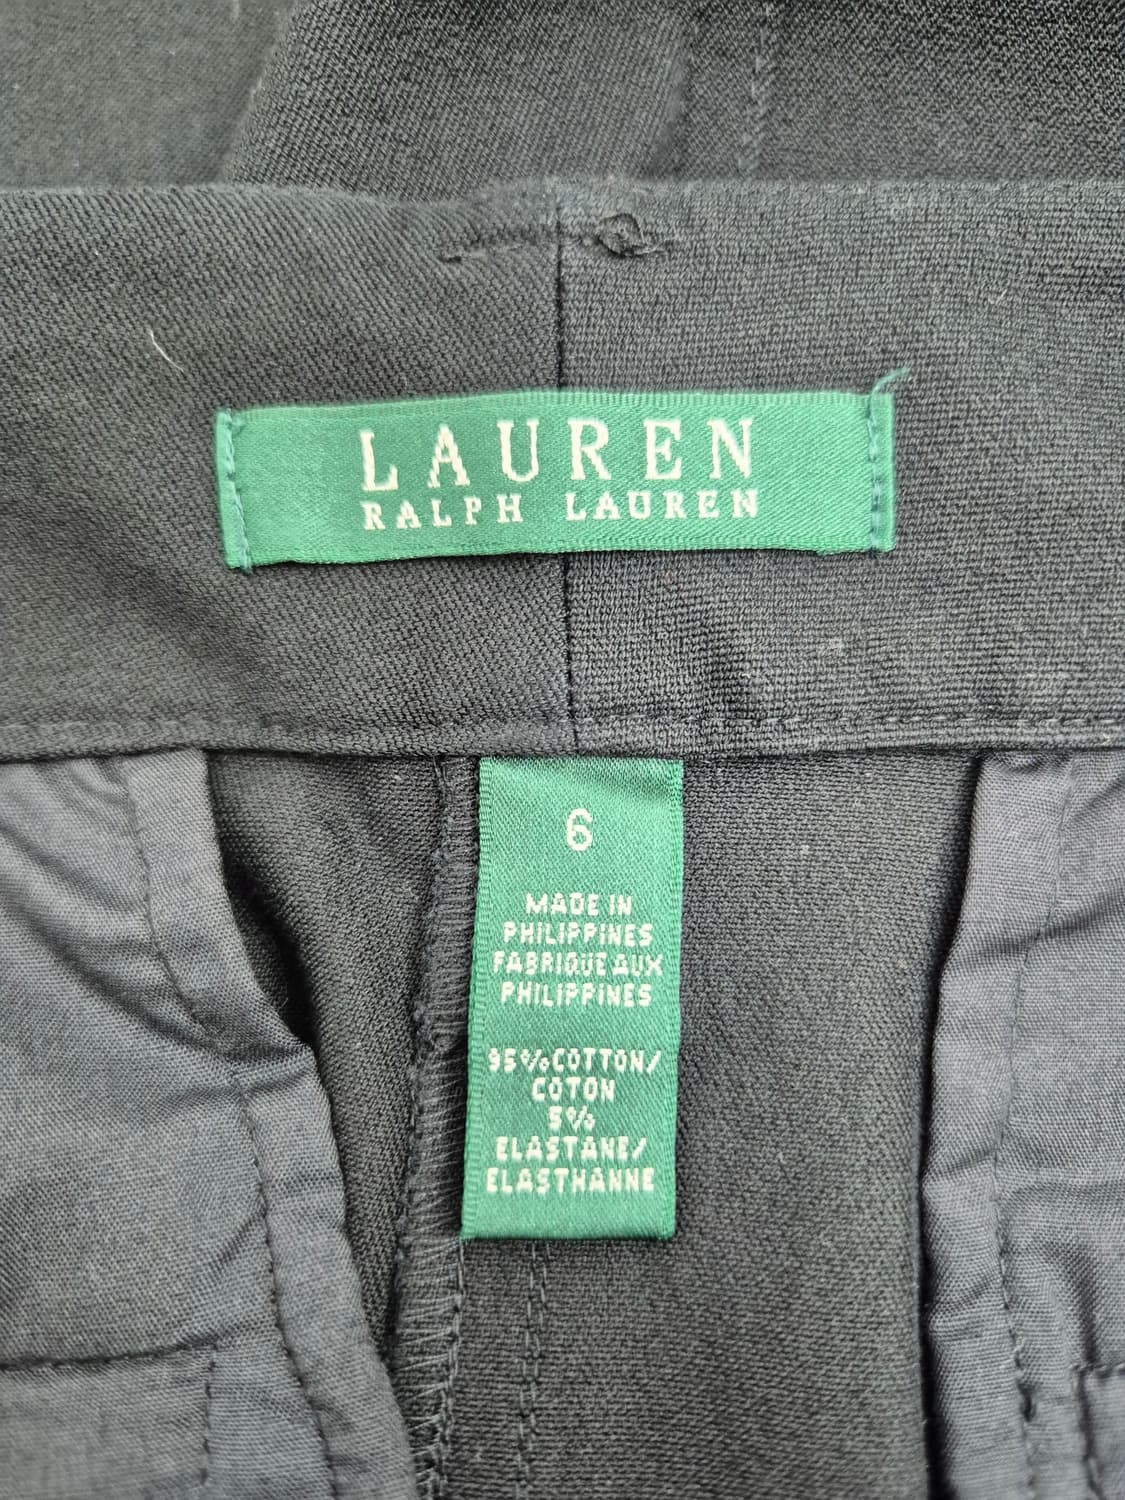 LAUREN
RALPH LAUREN
6
MADE IN
PHILIPPINES
FABRIQUE AUX
PHILIPPINES
95% COTTON/
COTON
5%
ELASTANE/
ELASTHANNE